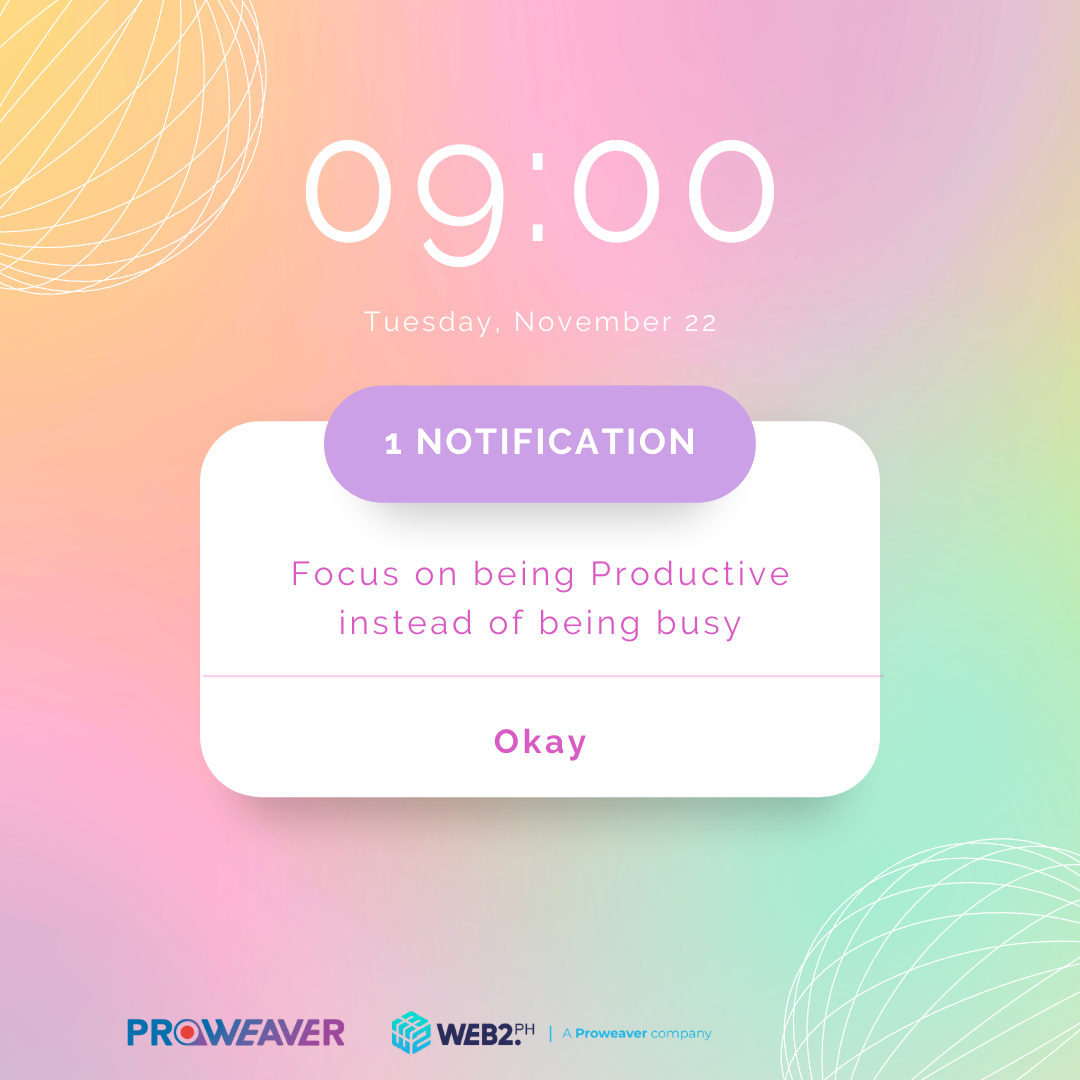 09:00
Tuesday, November 22
1 NOTIFICATION
Focus on being Productive
instead of being busy
Okay
PROWEAVER WEB2.PH | A Proweaver company